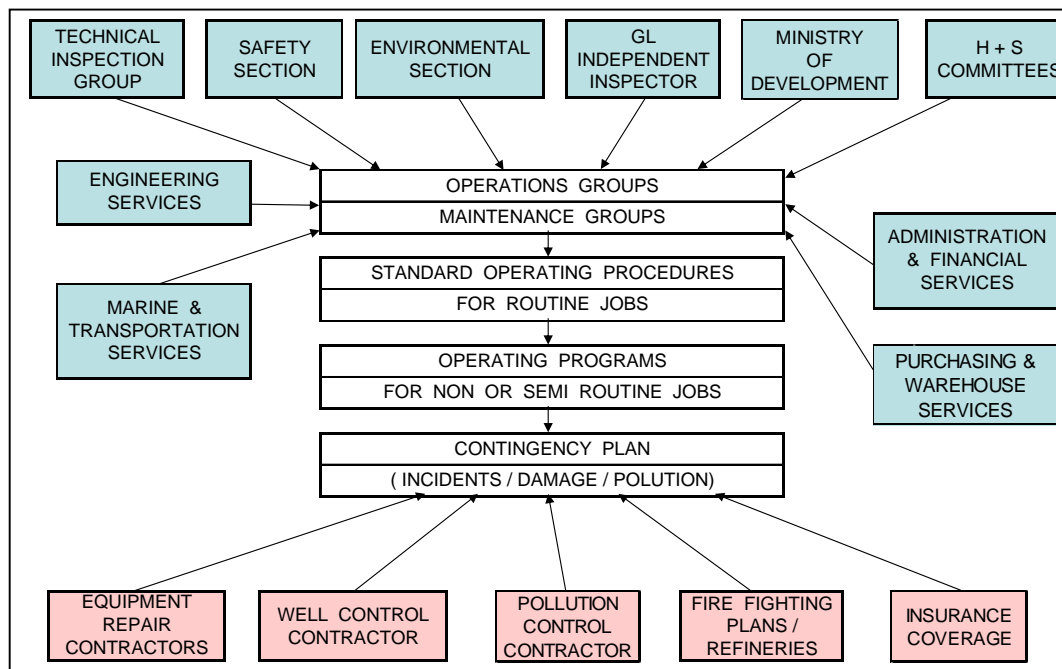 TECHNICAL
INSPECTION
GROUP
SAFETY
SECTION
ENVIRONMENTAL
SECTION
GL
INDEPENDENT
INSPECTOR
MINISTRY
OF
DEVELOPMENT
H + S
COMMITTEES
ENGINEERING
SERVICES
OPERATIONS GROUPS
MAINTENANCE GROUPS
ADMINISTRATION
& FINANCIAL
SERVICES
STANDARD OPERATING PROCEDURES
FOR ROUTINE JOBS
MARINE &
TRANSPORTATION
SERVICES
OPERATING PROGRAMS
FOR NON OR SEMI ROUTINE JOBS
PURCHASING &
WAREHOUSE
SERVICES
CONTINGENCY PLAN
( INCIDENTS / DAMAGE / POLUTION)
EQUIPMENT
REPAIR
CONTRACTORS
WELL CONTROL
CONTRACTOR
POLLUTION
CONTROL
CONTRACTOR
FIRE FIGHTING
PLANS /
REFINERIES
INSURANCE
COVERAGE